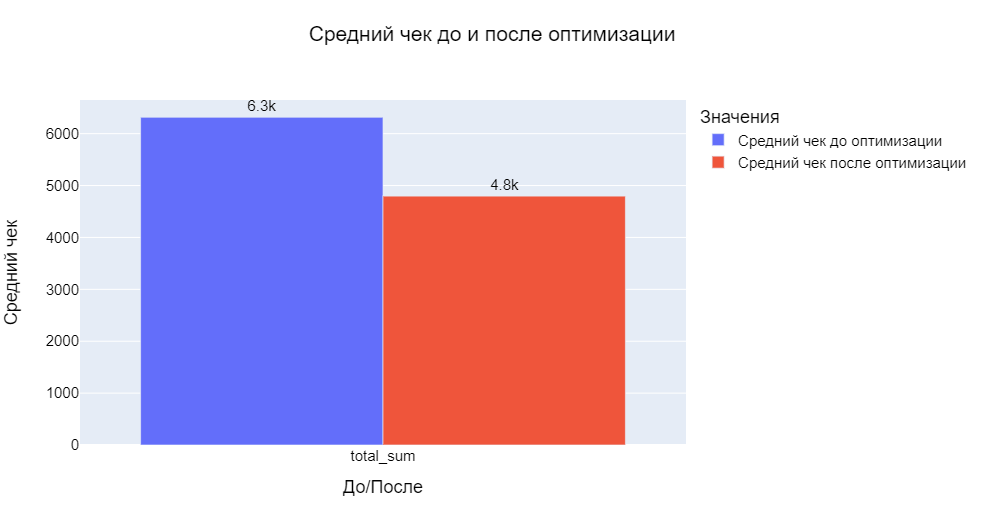 Средний чек до и после оптимизации
6.3k
4.8k
6000
5000
4000
3000
2000
1000
0
Средний чек
total_sum
До/После
Значения
Средний чек до оптимизации
Средний чек после оптимизации